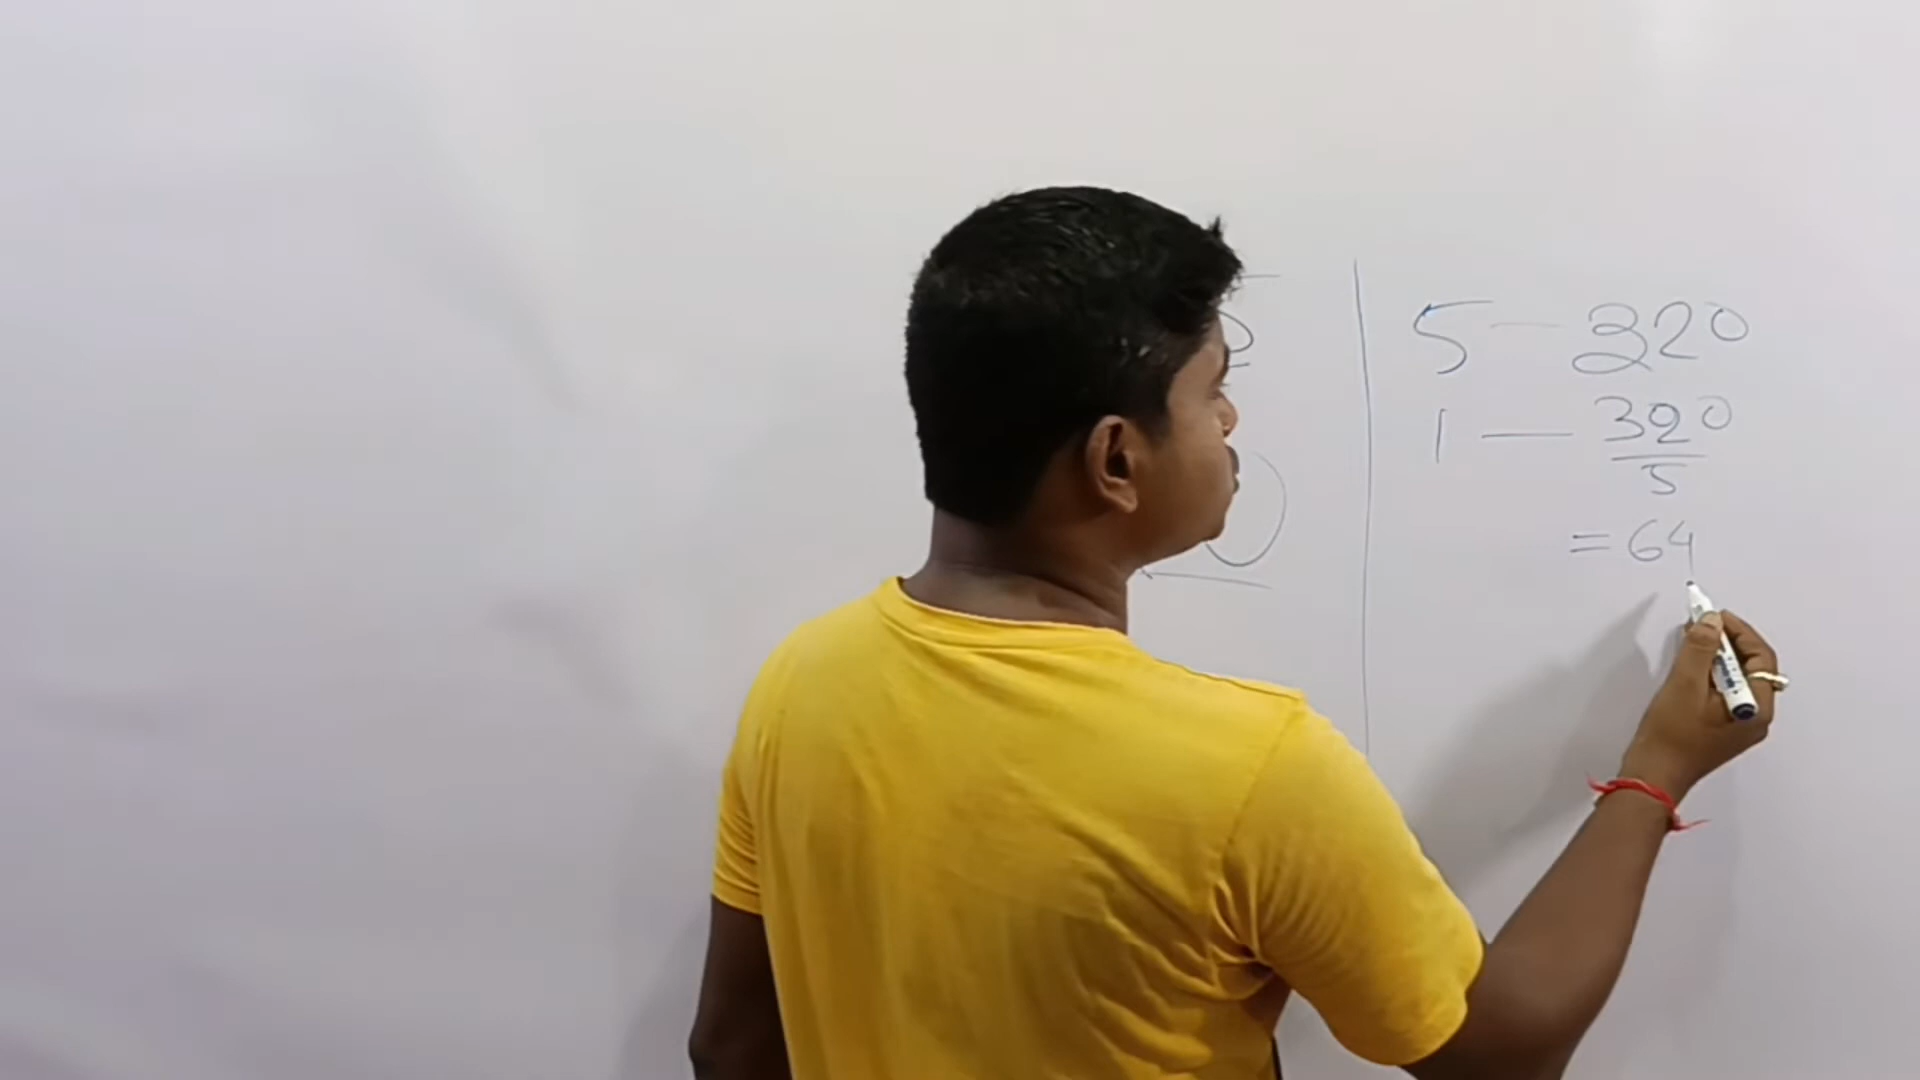 5 — 320
1 — 320
5
= 64